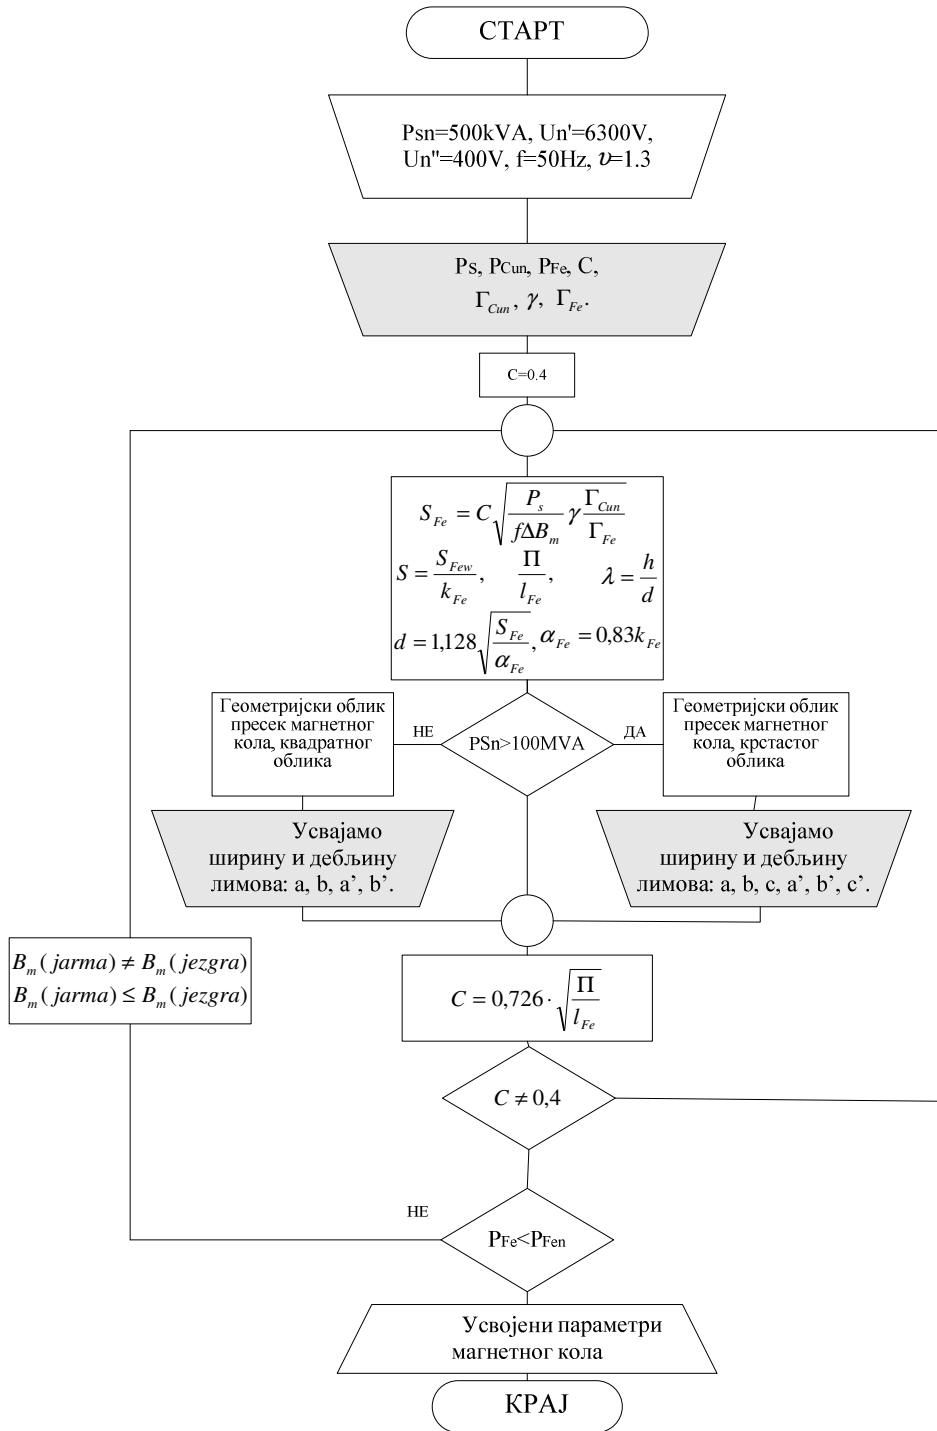 СТАРТ
Psn=500kVA, Un'=6300V,
Un"=400V, f=50Hz, υ=1.3
PS, PCun, PFe, C,
Γ_Cun, γ, Γ_Fe.
C=0.4
S_Fe = C√(P_s/(fΔB_m) γ Γ_Cun/Γ_Fe)
S = S_Few/k_Fe, Π/l_Fe, λ = h/d
d = 1,128√(S_Fe/α_Fe), α_Fe = 0,83k_Fe
Геометријски облик
пресек магнетног
кола, квадратног
облика
НЕ
PSn>100MVA
ДА
Геометријски облик
пресек магнетног
кола, крстастог
облика
Усвајамо
ширину и дебљину
лимова: a, b, a’, b’.
Усвајамо
ширину и дебљину
лимова: a, b, c, a’, b’, c’.
B_m(jarma) ≠ B_m(jezgra)
B_m(jarma) ≤ B_m(jezgra)
C = 0,726·√(Π/l_Fe)
C ≠ 0,4
НЕ
PFe<PFen
Усвојени параметри
магнетног кола
КРАЈ